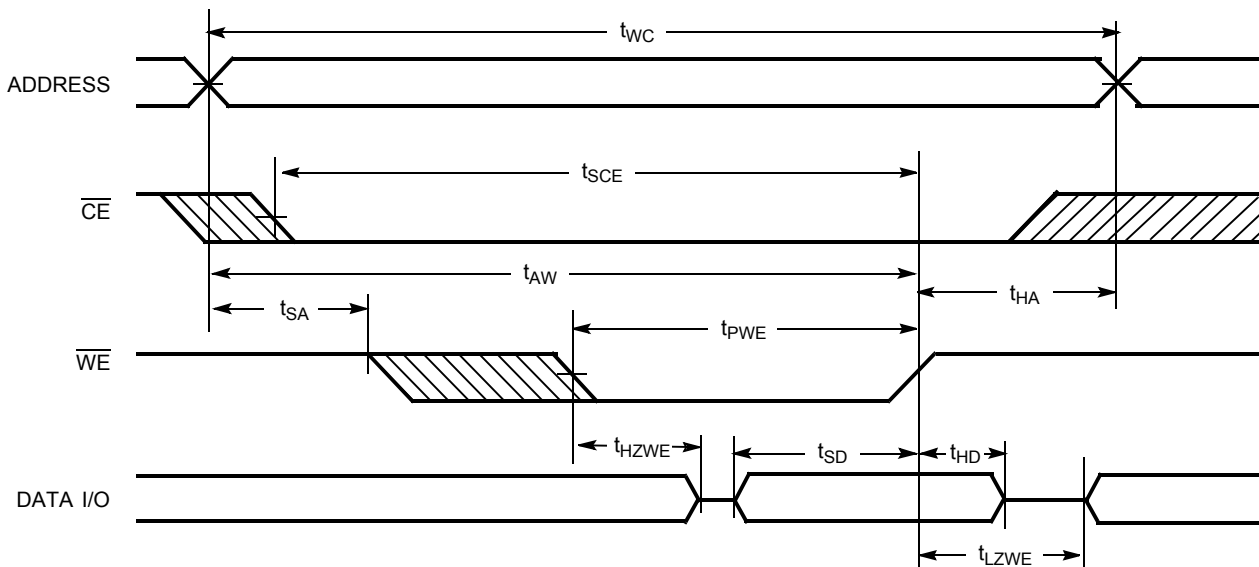 tWC
ADDRESS
tSCE
CE
tAW
tHA
tSA
tPWE
WE
tHZWE
tSD
tHD
DATA I/O
tLZWE